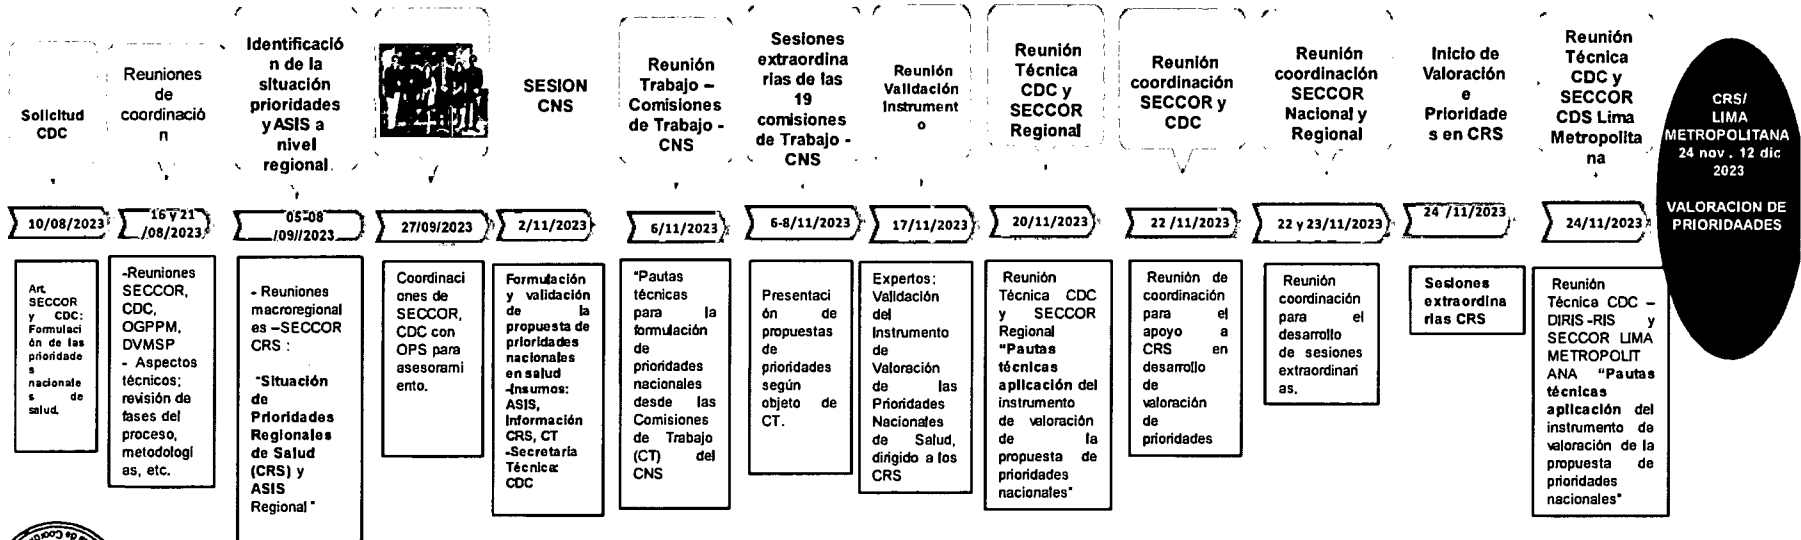 Solicitud
CDC
Reuniones
de
coordinació
n
Identificació
n de la
situación
prioridades
y ASIS a
nivel
regional.
SESION
CNS
Reunión
Trabajo –
Comisiones
de Trabajo -
CNS
Sesiones
extraordina
rias de las
19
comisiones
de Trabajo -
CNS
Reunión
Validación
Instrument
o
Reunión
Técnica
CDC y
SECCOR
Regional
Reunión
coordinación
SECCOR y
CDC
Reunión
coordinación
SECCOR
Nacional y
Regional
Inicio de
Valoración
e
Prioridade
s en CRS
Reunión
Técnica
CDC y
SECCOR
CDS Lima
Metropolita
na
CRS/
LIMA
METROPOLITANA
24 nov . 12 dic
2023
VALORACION DE
PRIORIDAADES
10/08/2023
16 y 21
/08/2023
05-08
/09//2023
27/09/2023
2/11/2023
6/11/2023
6-8/11/2023
17/11/2023
20/11/2023
22 /11/2023
22 y 23/11/2023
24 /11/2023
24/11/2023
Art.
SECCOR
y CDC:
Formulaci
ón de las
prioridade
s
nacionale
s de
salud.
-Reuniones
SECCOR,
CDC,
OGPPM,
DVMSP
- Aspectos
técnicos;
revisión de
fases del
proceso,
metodologí
as, etc.
- Reuniones
macroregional
es –SECCOR
CRS :
"Situación
de
Prioridades
Regionales
de Salud
(CRS) y
ASIS
Regional"
Coordinaci
ones de
SECCOR,
CDC con
OPS para
asesorami
ento.
Formulación
y validación
de la
propuesta de
prioridades
nacionales
en salud
-Insumos:
ASIS,
Información
CRS, CT
-Secretaría
Técnica:
CDC
"Pautas
técnicas
para la
formulación
de
prioridades
nacionales
desde las
Comisiones
de Trabajo
(CT) del
CNS
Presentaci
ón de
propuestas
de
prioridades
según
objeto de
CT.
Expertos:
Validación
del
Instrumento
de
Valoración
de las
Prioridades
Nacionales
de Salud,
dirigido a los
CRS
Reunión
Técnica CDC
y SECCOR
Regional
"Pautas
técnicas
aplicación del
instrumento
de valoración
de la
propuesta de
prioridades
nacionales"
Reunión de
coordinación
para el
apoyo a
CRS en
desarrollo
de
valoración
de
prioridades
Reunión
coordinación
para el
desarrollo
de sesiones
extraordinari
as.
Sesiones
extraordina
rias CRS
Reunión
Técnica CDC –
DIRIS -RIS y
SECCOR LIMA
METROPOLIT
ANA "Pautas
técnicas
aplicación del
instrumento de
valoración de la
propuesta de
prioridades
nacionales"